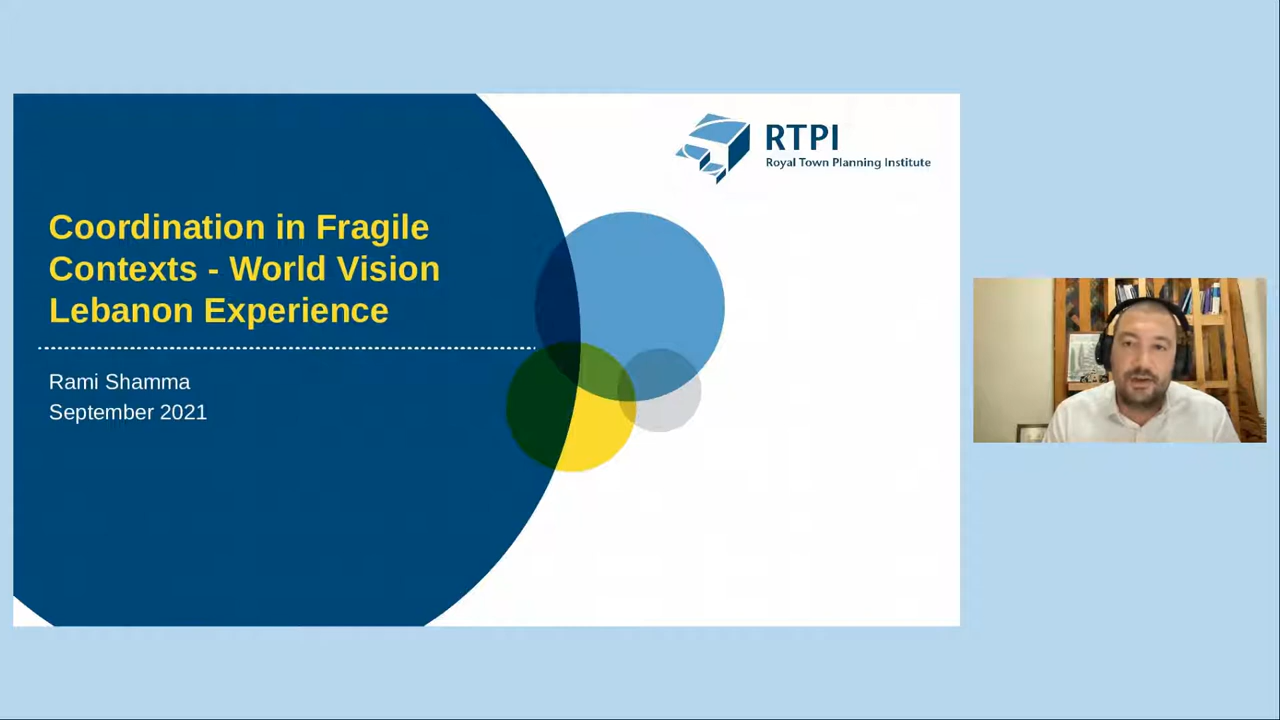 RTPI
Royal Town Planning Institute
Coordination in Fragile
Contexts - World Vision
Lebanon Experience
Rami Shamma
September 2021